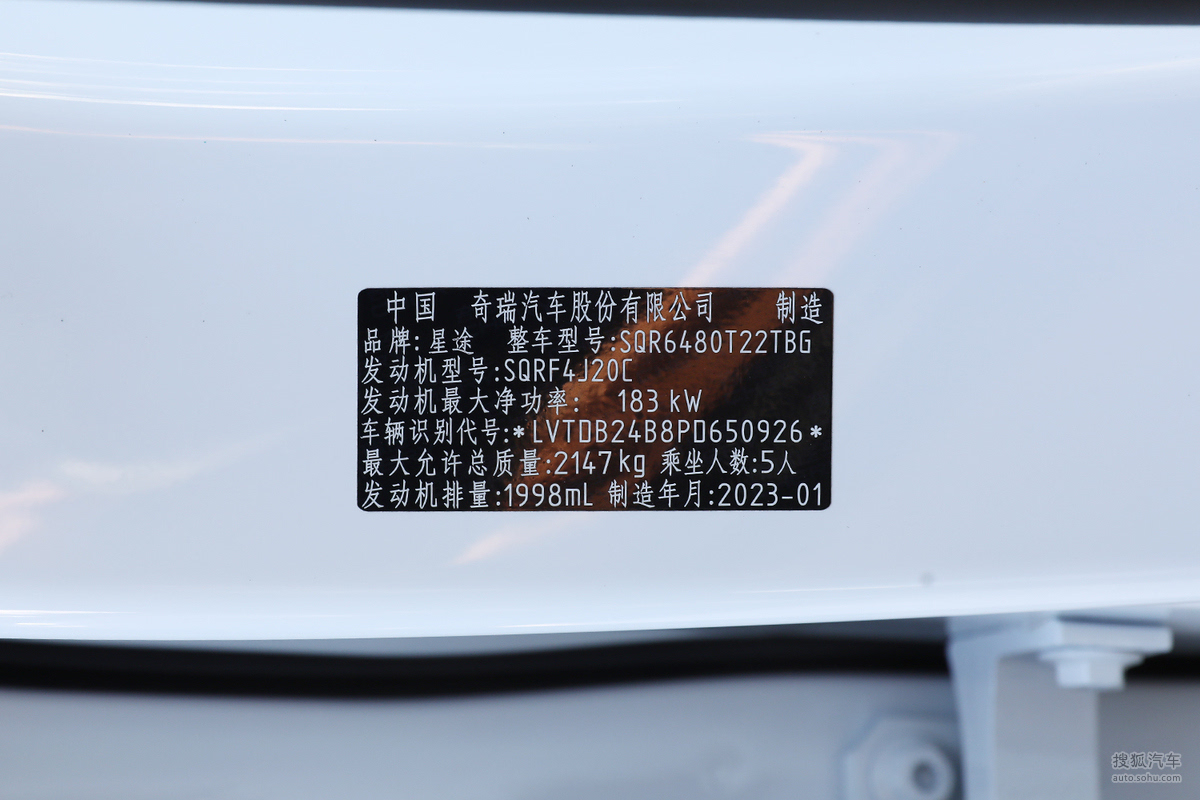 中国 奇瑞汽车股份有限公司 制造
品牌:星途 整车型号:SQR6480T22TBG
发动机型号:SQRF4J20C
发动机最大净功率: 183 kW
车辆识别代号:*LVTDB24B8PD650926*
最大允许总质量:2147kg 乘坐人数:5人
发动机排量:1998mL 制造年月:2023-01
搜狐汽车
auto.sohu.com